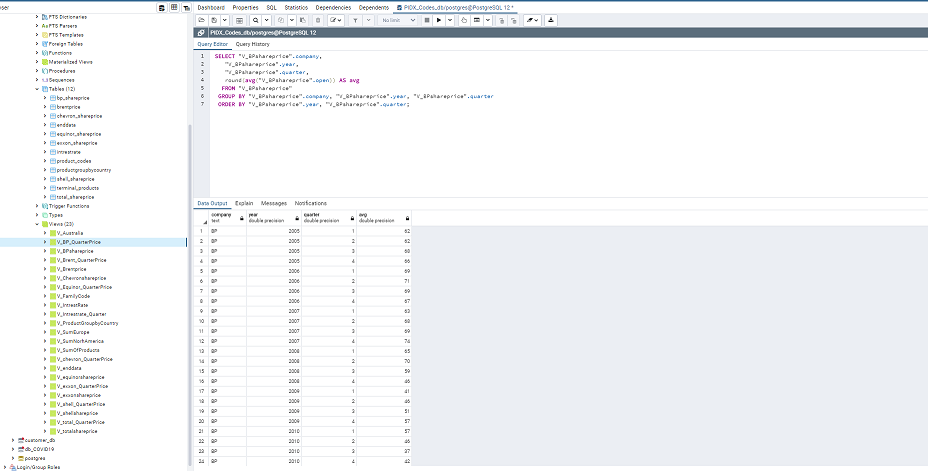 ser
FTS Dictionaries
FTS Parsers
FTS Templates
Foreign Tables
Functions
Materialized Views
Procedures
1..3 Sequences
Tables (12)
bp_shareprice
brentprice
chevron_shareprice
enddata
equinor_shareprice
exxon_shareprice
intrestrate
product_codes
productgroupbycountry
shell_shareprice
terminal_products
total_shareprice
Trigger Functions
Types
Views (23)
V_Australia
V_BP_QuarterPrice
V_BPshareprice
V_Brent_QuarterPrice
V_Brentprice
V_Chevronshareprice
V_Equinor_QuarterPrice
V_FamilyCode
V_IntrestRate
V_Intrestrate_Quarter
V_ProductGroupbyCountry
V_SumEurope
V_SumNorhAmerica
V_SumOfProducts
V_chevron_QuarterPrice
V_enddata
V_equinorshareprice
V_exxon_QuarterPrice
V_exxonshareprice
V_shell_QuarterPrice
V_shellshareprice
V_total_QuarterPrice
V_totalshareprice
customer_db
db_COVID19
postgres
Login/Group Roles
Dashboard Properties SQL Statistics Dependencies Dependents PIDX_Codes_db/postgres@PostgreSQL 12 *
No limit
PIDX_Codes_db/postgres@PostgreSQL 12
Query Editor Query History
1 SELECT "V_BPshareprice".company,
2 "V_BPshareprice".year,
3 "V_BPshareprice".quarter,
4 round(avg("V_BPshareprice".open)) AS avg
5 FROM "V_BPshareprice"
6 GROUP BY "V_BPshareprice".company, "V_BPshareprice".year, "V_BPshareprice".quarter
7 ORDER BY "V_BPshareprice".year, "V_BPshareprice".quarter;
Data Output Explain Messages Notifications
company year quarter avg
text double precision double precision double precision
1 BP 2005 1 62
2 BP 2005 2 62
3 BP 2005 3 68
4 BP 2005 4 66
5 BP 2006 1 69
6 BP 2006 2 71
7 BP 2006 3 69
8 BP 2006 4 67
9 BP 2007 1 63
10 BP 2007 2 68
11 BP 2007 3 69
12 BP 2007 4 74
13 BP 2008 1 65
14 BP 2008 2 70
15 BP 2008 3 59
16 BP 2008 4 46
17 BP 2009 1 41
18 BP 2009 2 46
19 BP 2009 3 51
20 BP 2009 4 57
21 BP 2010 1 57
22 BP 2010 2 46
23 BP 2010 3 37
24 BP 2010 4 42